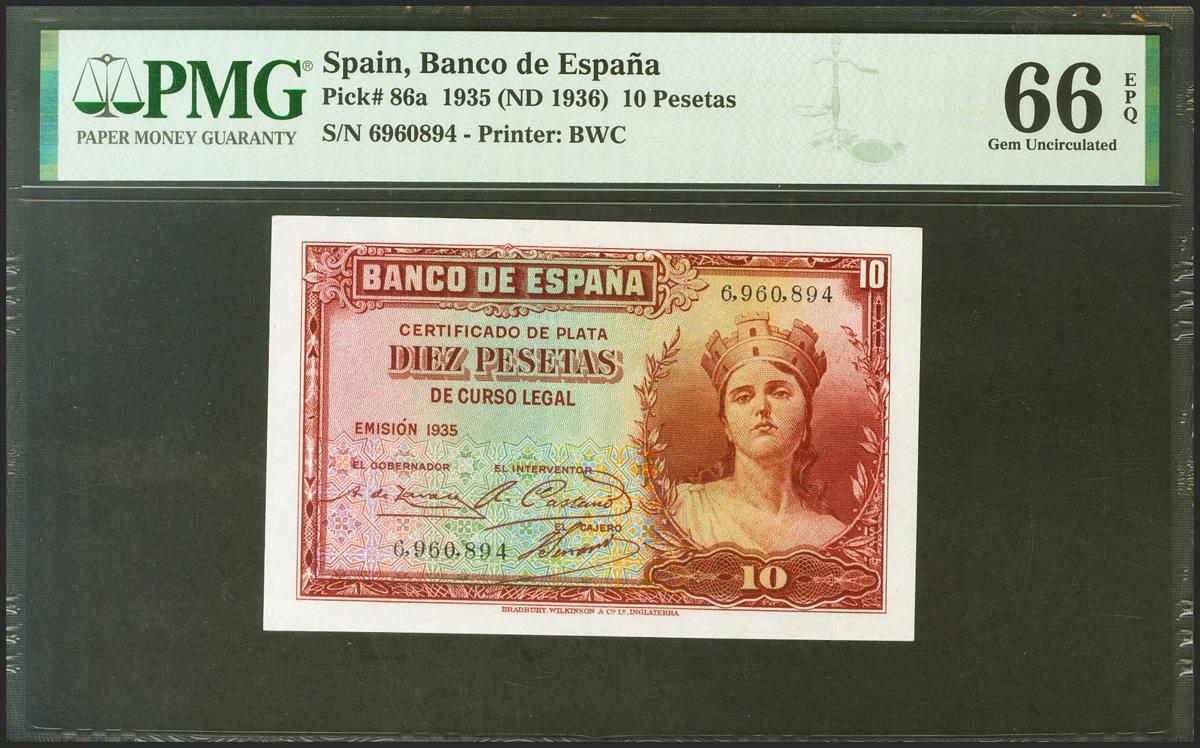 PMG®
PAPER MONEY GUARANTY
Spain, Banco de España
Pick# 86a 1935 (ND 1936) 10 Pesetas
S/N 6960894 - Printer: BWC
66
EPQ
Gem Uncirculated
BANCO DE ESPAÑA
10
6,960,894
CERTIFICADO DE PLATA
DIEZ PESETAS
DE CURSO LEGAL
EMISIÓN 1935
EL GOBERNADOR EL INTERVENTOR
EL CAJERO
6,960,894
10
BRADBURY, WILKINSON & Cº Lᴰ, INGLATERRA